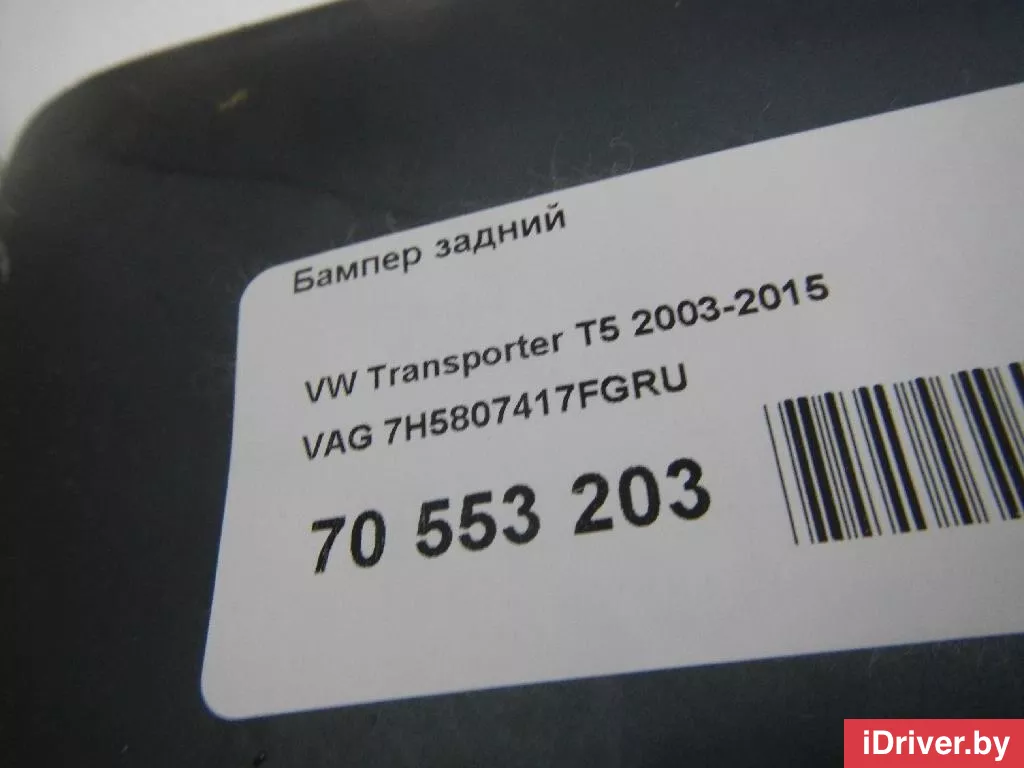 Бампер задний
VW Transporter T5 2003-2015
VAG 7H5807417FGRU
70 553 203
iDriver.by